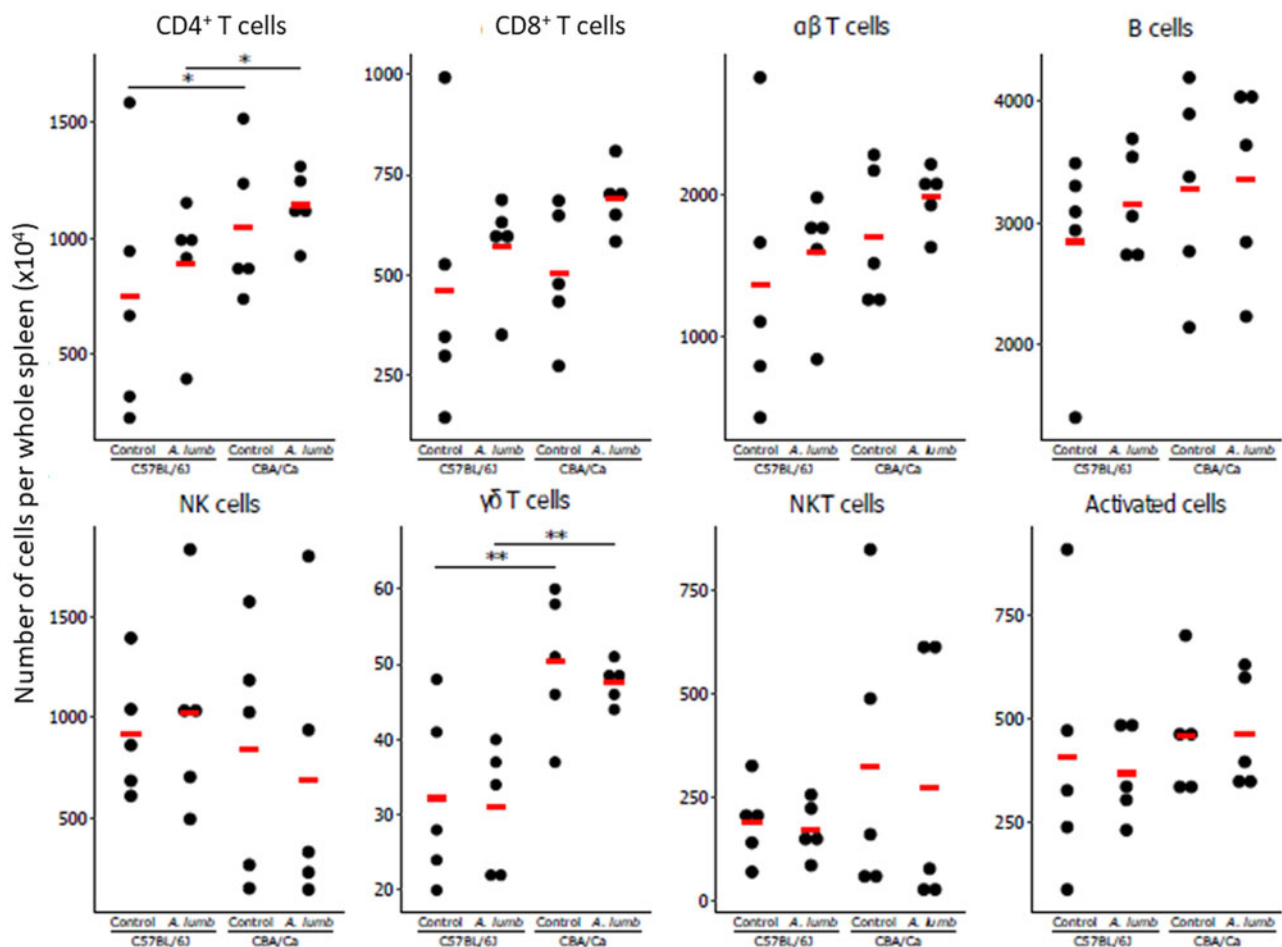 CD4⁺ T cells
CD8⁺ T cells
αβ T cells
B cells
Number of cells per whole spleen (x10⁴)
* *
1500
1000
500
1000
750
500
250
2000
1000
4000
3000
2000
Control A. lumb Control A. lumb
C57BL/6J CBA/Ca
Control A. lumb Control A. lumb
C57BL/6J CBA/Ca
Control A. lumb Control A. lumb
C57BL/6J CBA/Ca
Control A. lumb Control A. lumb
C57BL/6J CBA/Ca
NK cells
γδ T cells
NKT cells
Activated cells
** **
1500
1000
500
60
50
40
30
20
750
500
250
0
750
500
250
Control A. lumb Control A. lumb
C57BL/6J CBA/Ca
Control A. lumb Control A. lumb
C57BL/6J CBA/Ca
Control A. lumb Control A. lumb
C57BL/6J CBA/Ca
Control A. lumb Control A. lumb
C57BL/6J CBA/Ca